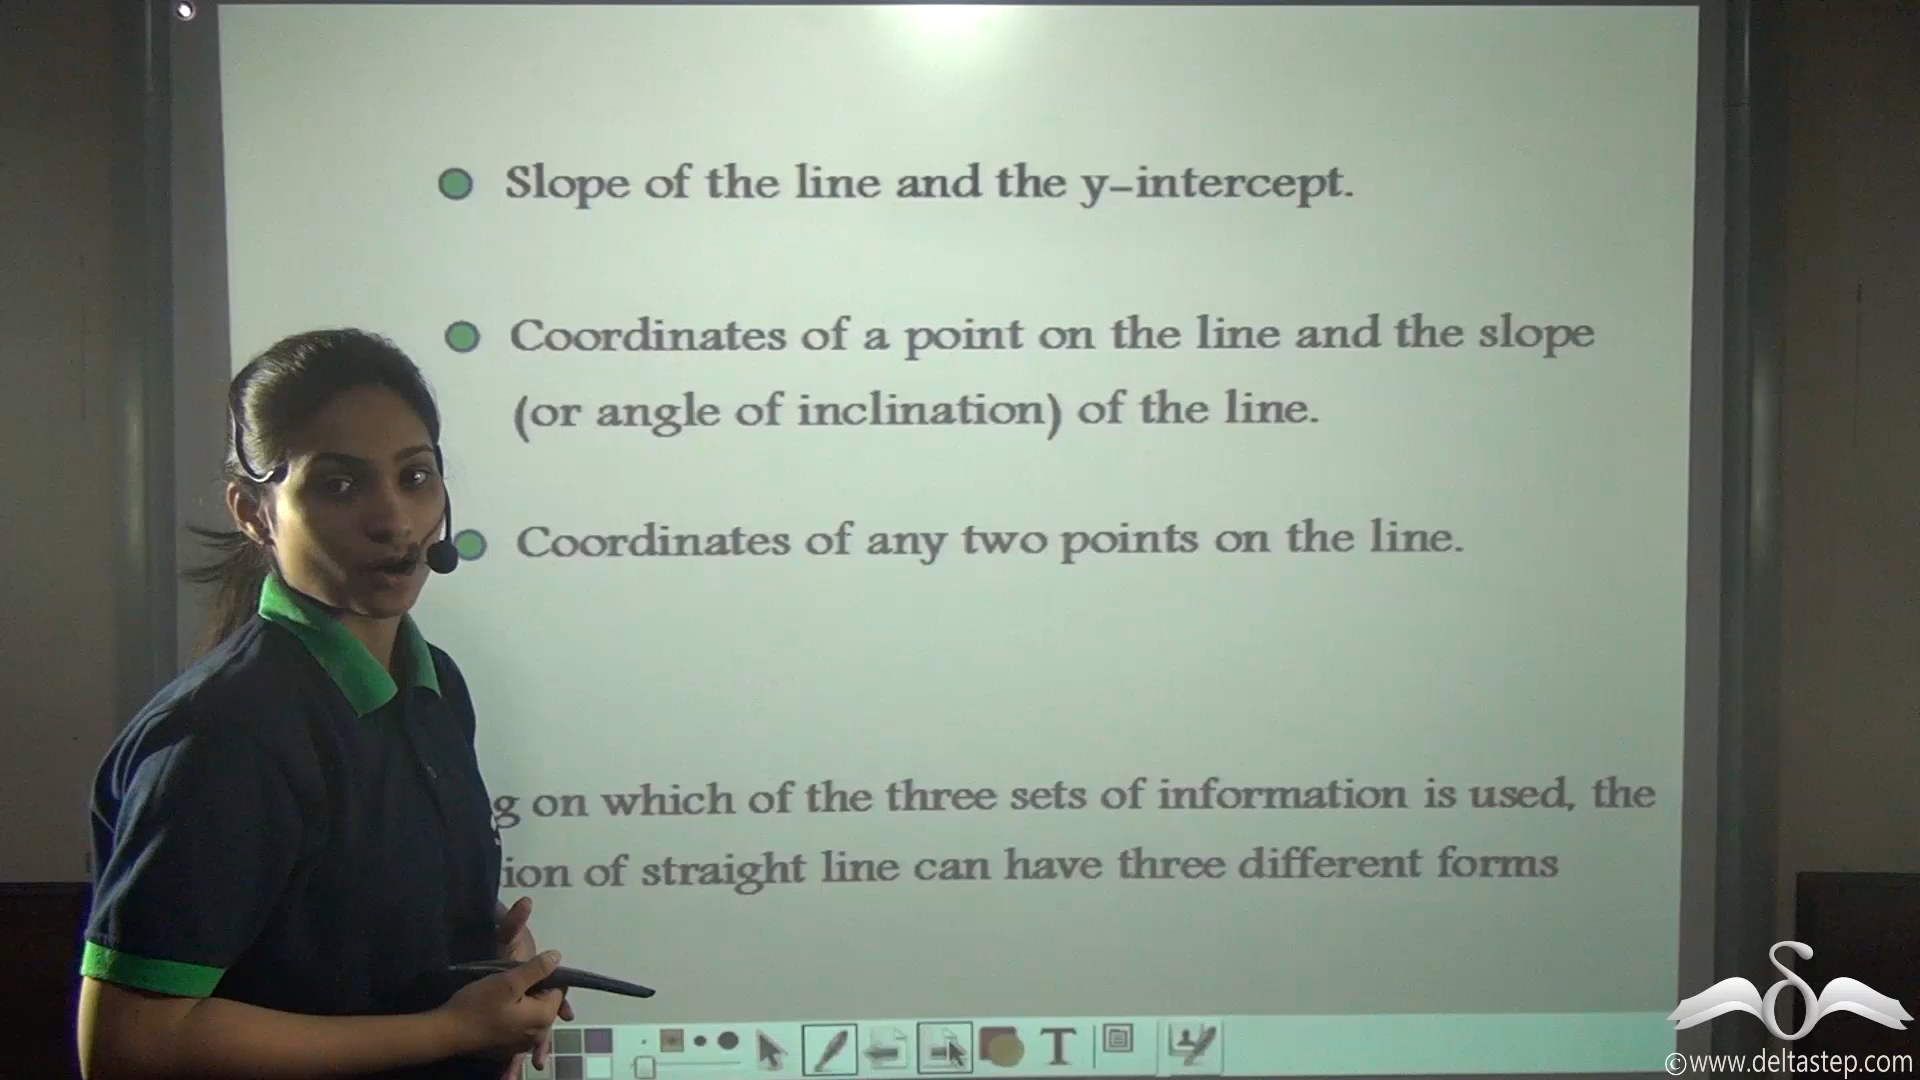 Slope of the line and the y-intercept.
Coordinates of a point on the line and the slope
(or angle of inclination) of the line.
Coordinates of any two points on the line.
g on which of the three sets of information is used, the
ion of straight line can have three different forms
T
©www.deltastep.com